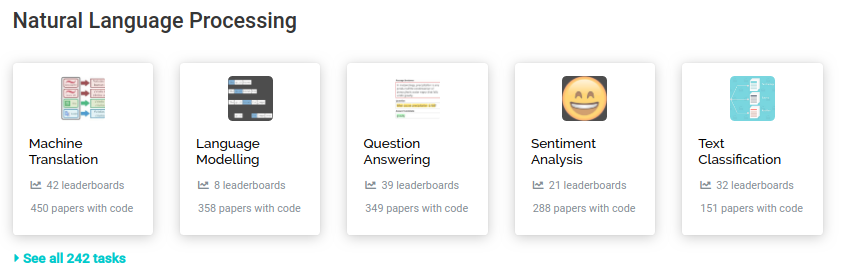 Natural Language Processing
Machine
Translation
42 leaderboards
450 papers with code
Language
Modelling
8 leaderboards
358 papers with code
Question
Answering
39 leaderboards
349 papers with code
Sentiment
Analysis
21 leaderboards
288 papers with code
Text
Classification
32 leaderboards
151 papers with code
See all 242 tasks